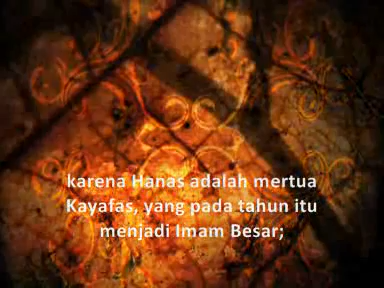 karena Hanas adalah mertua
Kayafas, yang pada tahun itu
menjadi Imam Besar;